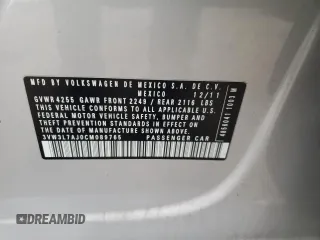 MFD BY VOLKSWAGEN DE MEXICO S.A. DE C.V.
MEXICO 12/11
GVWR 4255 GAWR FRONT 2249 / REAR 2116 LBS
THIS VEHICLE CONFORMS TO ALL APPLICABLE U.S.
FEDERAL MOTOR VEHICLE SAFETY, BUMPER AND
THEFT PREVENTION STANDARDS IN EFFECT ON THE
DATE OF MANUFACTURE SHOWN ABOVE.
PASSENGER CAR
DREAMBID